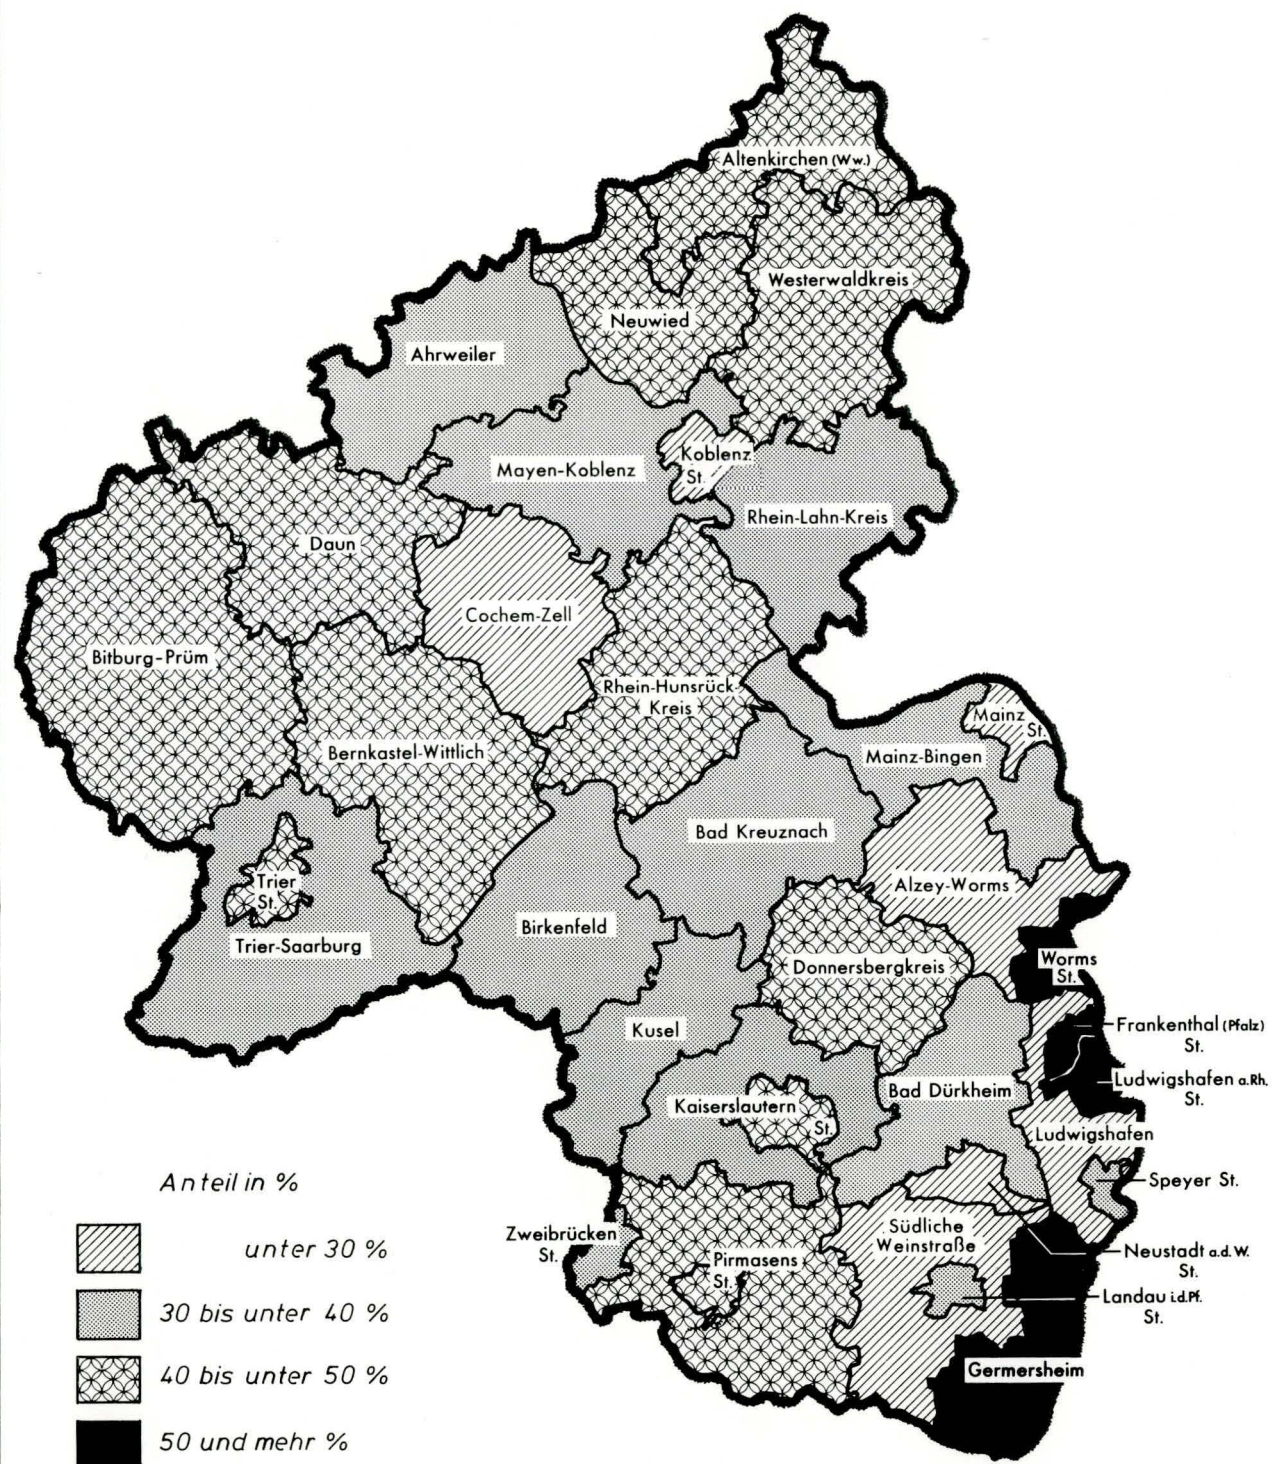 Altenkirchen (Ww.)
Westerwaldkreis
Neuwied
Ahrweiler
Koblenz
St.
Mayen-Koblenz
Rhein-Lahn-Kreis
Daun
Cochem-Zell
Bitburg-Prüm
Rhein-Hunsrück-
Kreis
Mainz
St.
Bernkastel-Wittlich
Mainz-Bingen
Bad Kreuznach
Trier
St.
Alzey-Worms
Birkenfeld
Trier-Saarburg
Donnersbergkreis
Worms
St.
Kusel
Frankenthal (Pfalz)
St.
Bad Dürkheim
Ludwigshafen a.Rh.
St.
Kaiserslautern
St.
Ludwigshafen
Speyer St.
Zweibrücken
St.
Südliche
Weinstraße
Pirmasens
St.
Neustadt a.d.W.
St.
Landau i.d.Pf.
St.
Germersheim
Anteil in %
unter 30 %
30 bis unter 40 %
40 bis unter 50 %
50 und mehr %